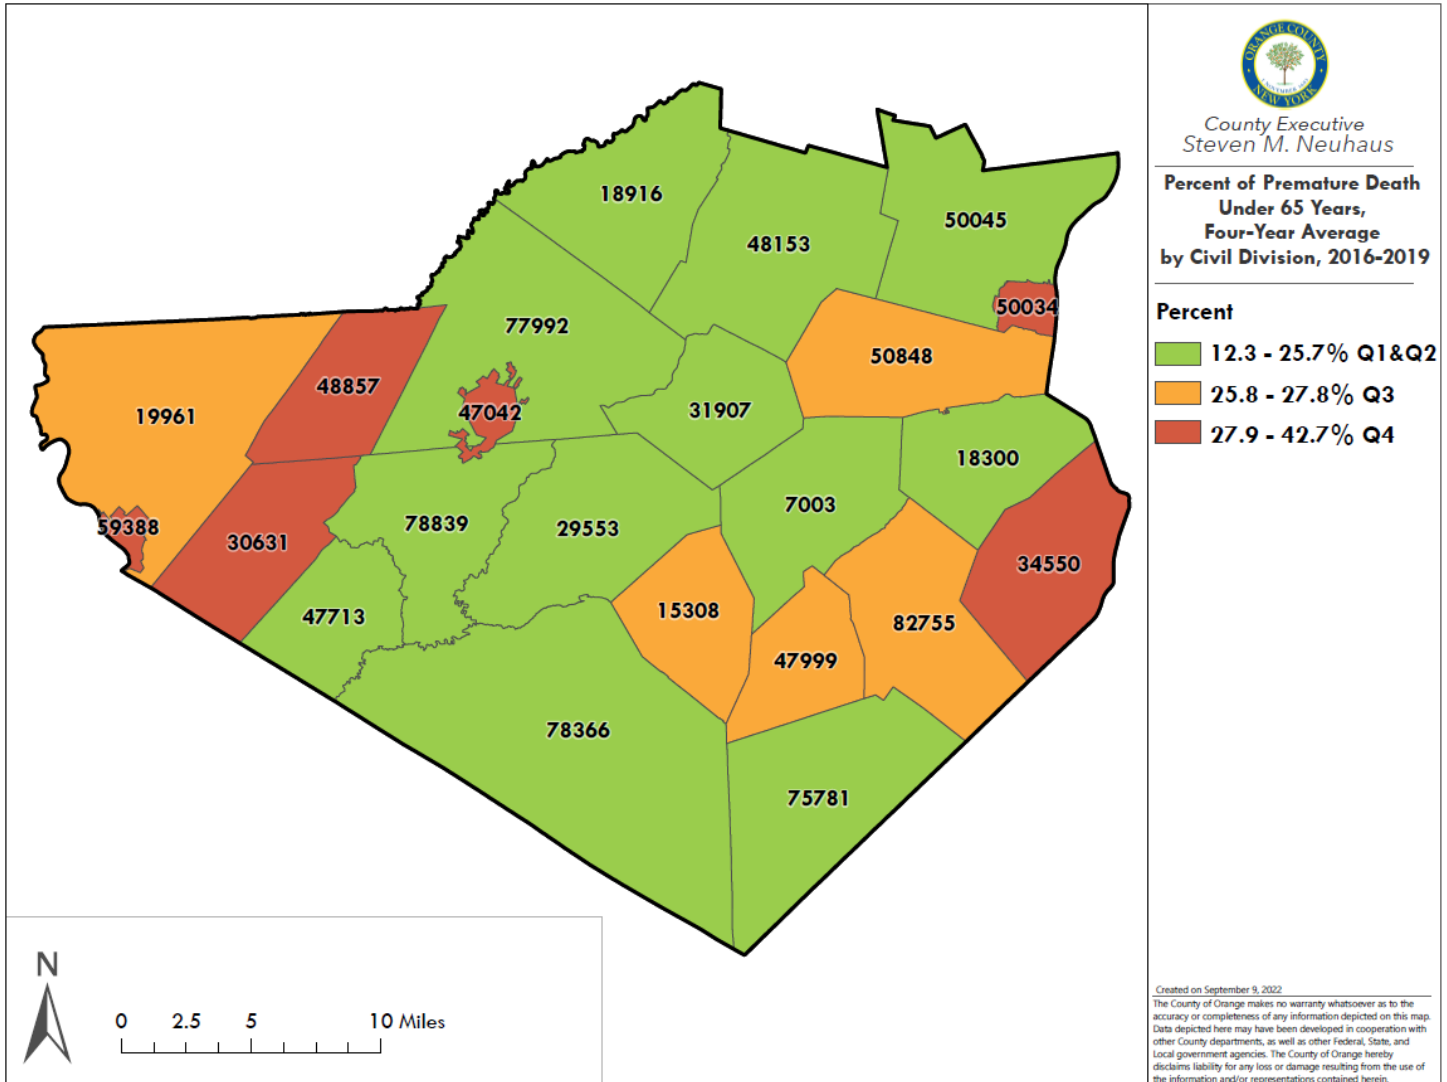 ORANGE COUNTY
NEW YORK
County Executive
Steven M. Neuhaus
Percent of Premature Death
Under 65 Years,
Four-Year Average
by Civil Division, 2016-2019
Percent
12.3 - 25.7% Q1&Q2
25.8 - 27.8% Q3
27.9 - 42.7% Q4
18916
48153
50045
50034
77992
50848
48857
19961
47042
31907
18300
59388
30631
78839
29553
7003
34550
47713
15308
82755
47999
78366
75781
N
0 2.5 5 10 Miles
Created on September 9, 2022
The County of Orange makes no warranty whatsoever as to the
accuracy or completeness of any information depicted on this map.
Data depicted here may have been developed in cooperation with
other County departments, as well as other Federal, State, and
Local government agencies. The County of Orange hereby
disclaims liability for any loss or damage resulting from the use of
the information and/or representations contained herein.